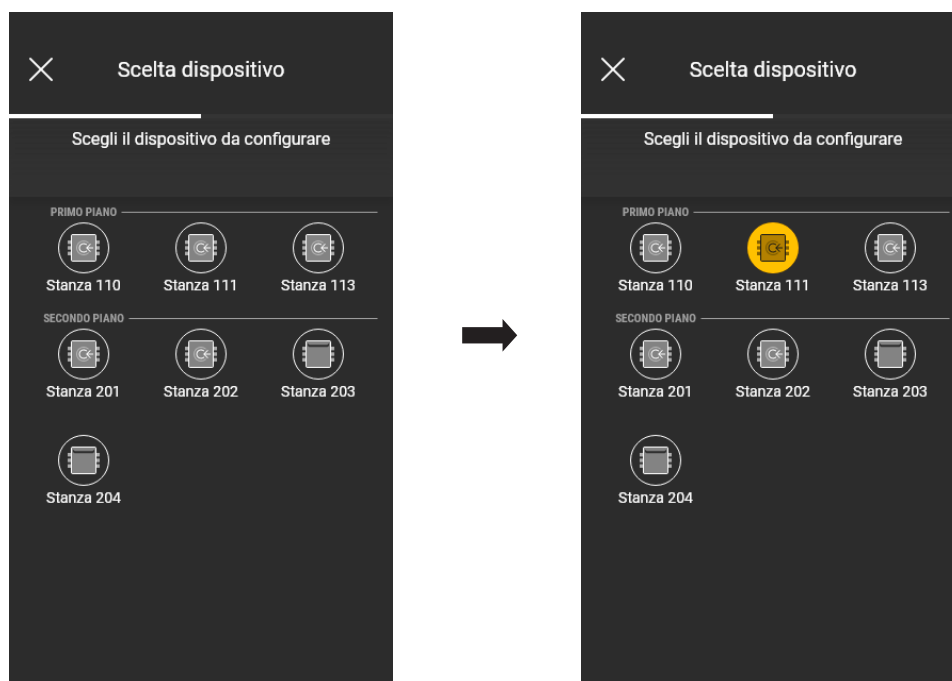 Scelta dispositivo
Scegli il dispositivo da configurare
PRIMO PIANO
Stanza 110 Stanza 111 Stanza 113
SECONDO PIANO
Stanza 201 Stanza 202 Stanza 203
Stanza 204
Scelta dispositivo
Scegli il dispositivo da configurare
PRIMO PIANO
Stanza 110 Stanza 111 Stanza 113
SECONDO PIANO
Stanza 201 Stanza 202 Stanza 203
Stanza 204